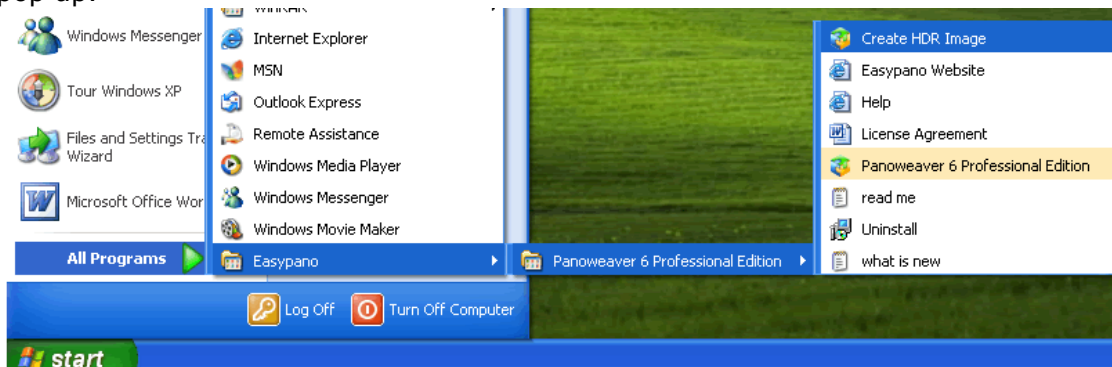 pop up.
Windows Messenger
Tour Windows XP
Files and Settings Tra
Wizard
Microsoft Office Wor
All Programs
WinRAR
Internet Explorer
MSN
Outlook Express
Remote Assistance
Windows Media Player
Windows Messenger
Windows Movie Maker
Easypano
Panoweaver 6 Professional Edition
Create HDR Image
Easypano Website
Help
License Agreement
Panoweaver 6 Professional Edition
read me
Uninstall
what is new
Log Off
Turn Off Computer
start